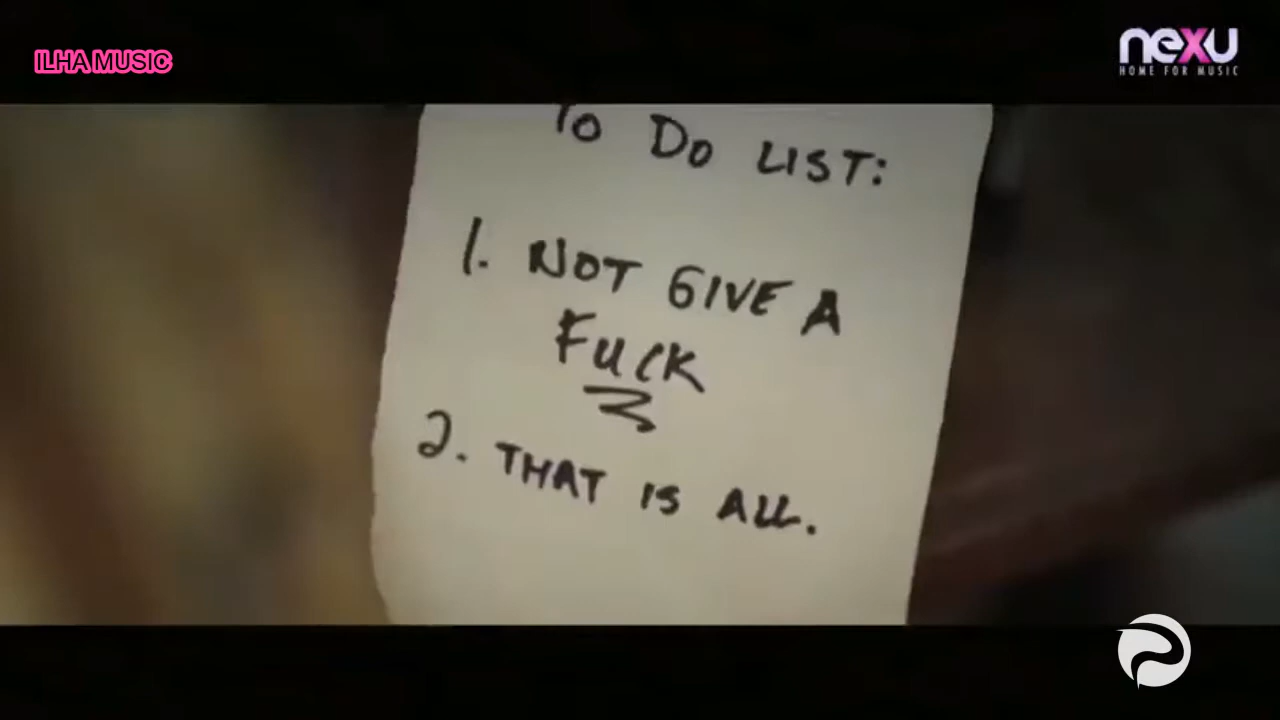 ILHA MUSIC
nexu
HOME FOR MUSIC
To Do LIST:
1. NOT GIVE A
FUCK
2. THAT IS ALL.